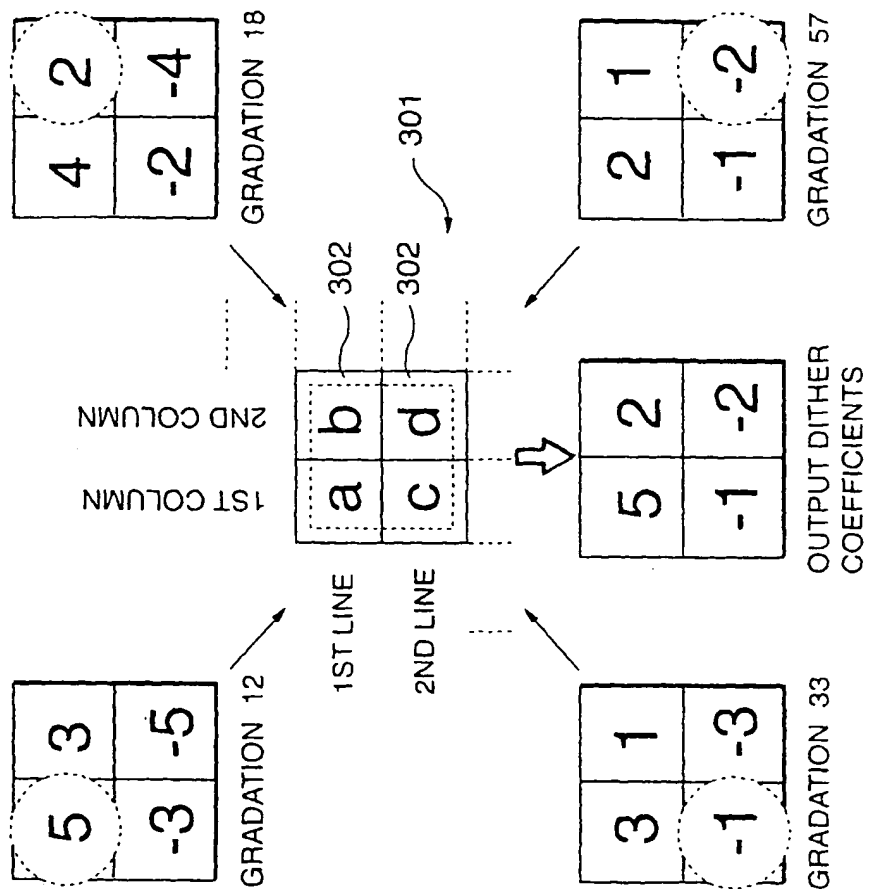 5 3
-3 -5
GRADATION 12
4 2
-2 -4
GRADATION 18
1ST COLUMN
2ND COLUMN
1ST LINE
2ND LINE
a b
c d
302
302
301
3 1
-1 -3
GRADATION 33
5 2
-1 -2
OUTPUT DITHER
COEFFICIENTS
2 1
-1 -2
GRADATION 57